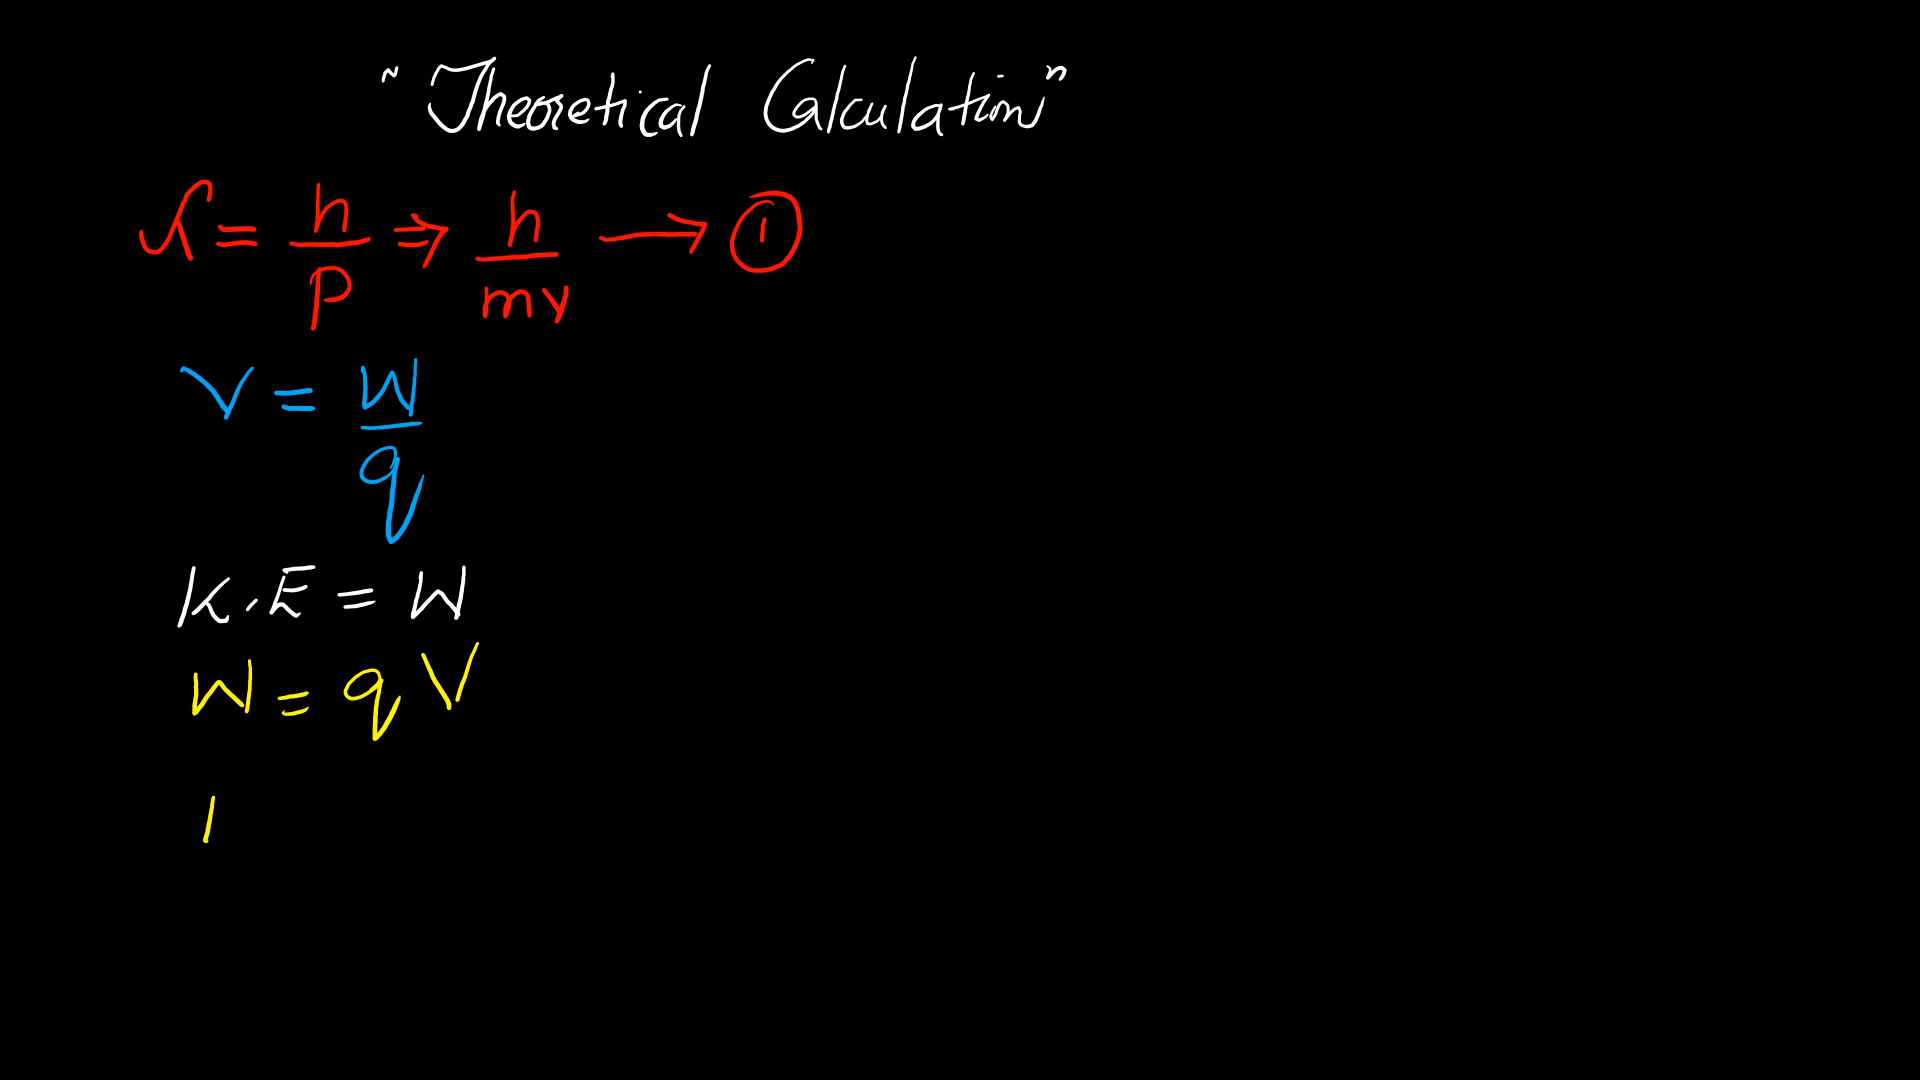 "Theoretical Calculation"
λ = h/p ⇒ h/mv → ①
V = W/q
K.E = W
W = qV